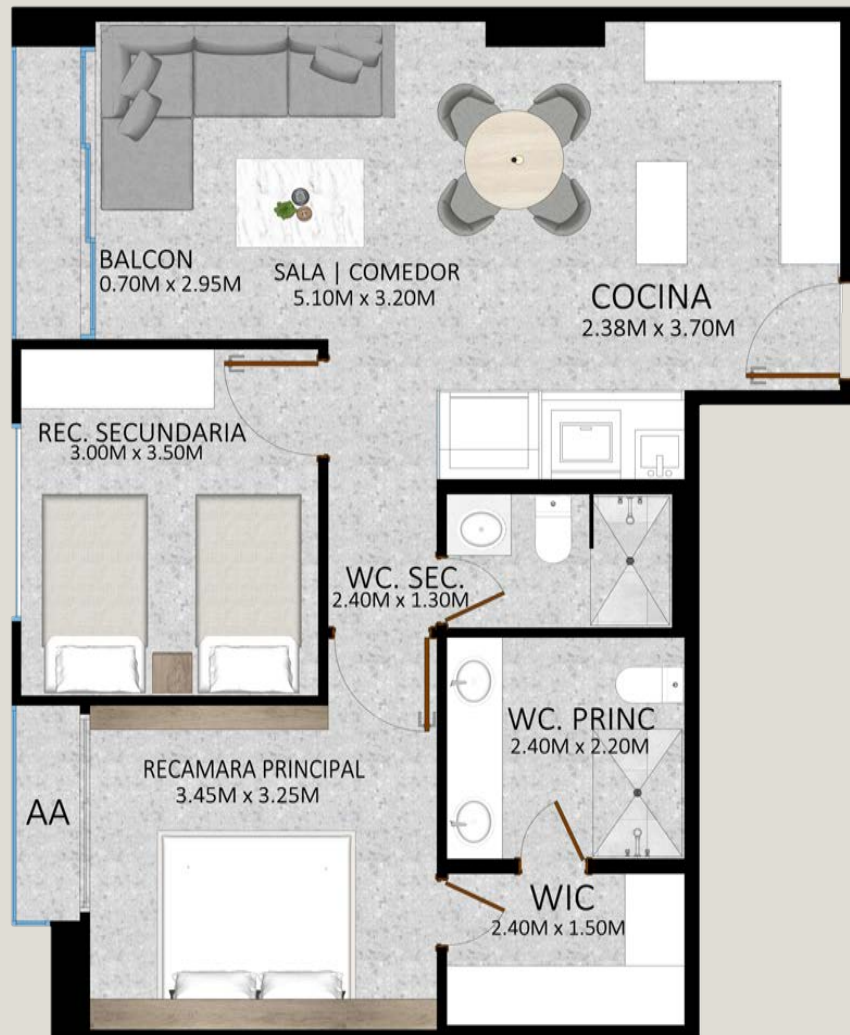 BALCON
0.70M x 2.95M
SALA | COMEDOR
5.10M x 3.20M
COCINA
2.38M x 3.70M
REC. SECUNDARIA
3.00M x 3.50M
WC. SEC.
2.40M x 1.30M
WC. PRINC
2.40M x 2.20M
RECAMARA PRINCIPAL
3.45M x 3.25M
AA
WIC
2.40M x 1.50M